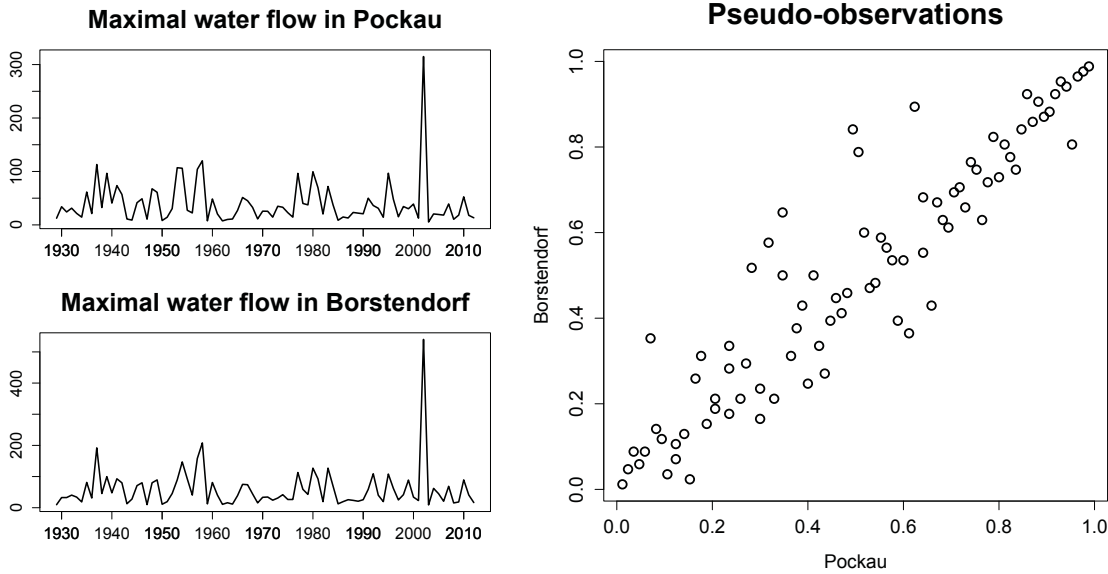 Maximal water flow in Pockau
0 100 200 300
1930 1940 1950 1960 1970 1980 1990 2000 2010
Maximal water flow in Borstendorf
0 200 400
1930 1940 1950 1960 1970 1980 1990 2000 2010
Pseudo-observations
Borstendorf
0.0 0.2 0.4 0.6 0.8 1.0
0.0 0.2 0.4 0.6 0.8 1.0
Pockau